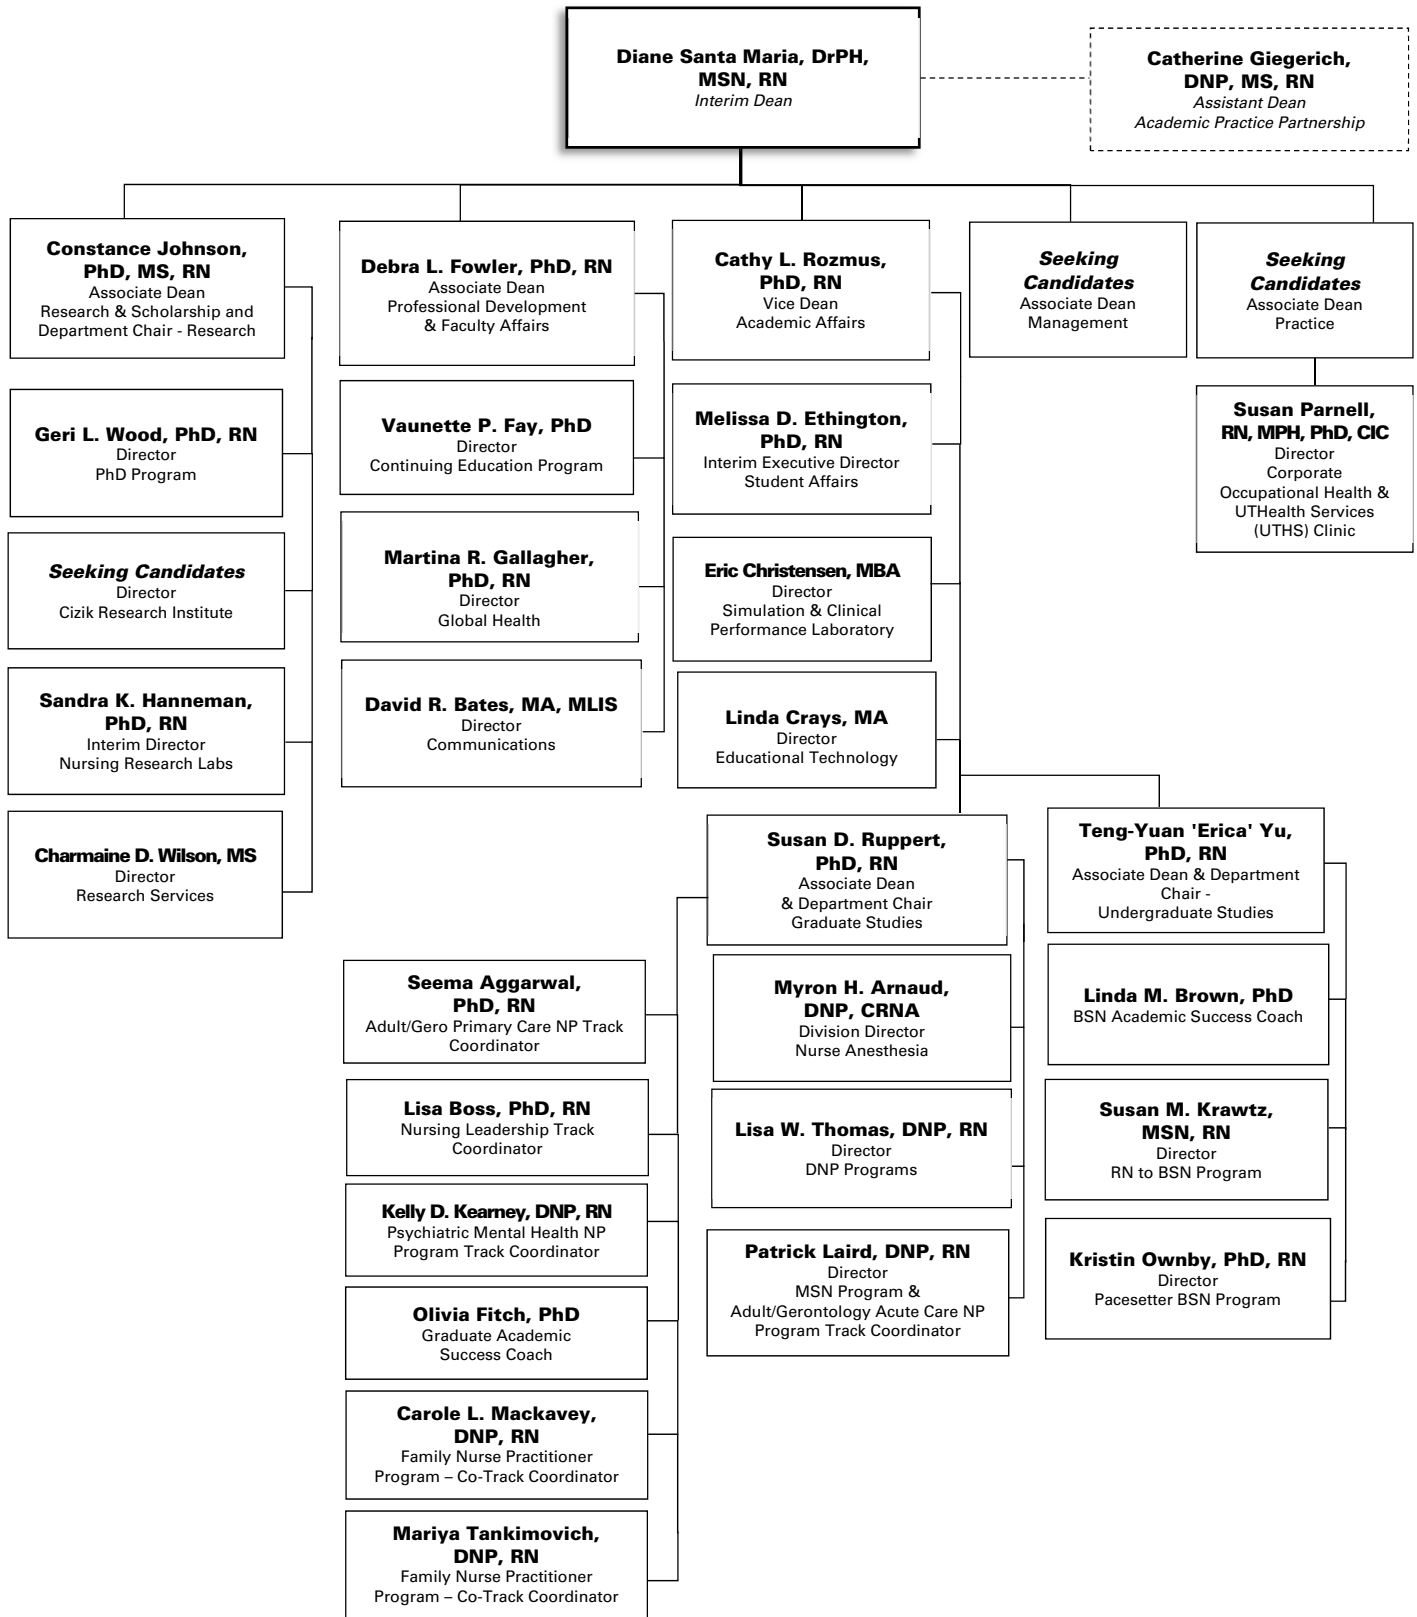 Diane Santa Maria, DrPH,
MSN, RN
Interim Dean
Catherine Giegerich,
DNP, MS, RN
Assistant Dean
Academic Practice Partnership
Constance Johnson,
PhD, MS, RN
Associate Dean
Research & Scholarship and
Department Chair - Research
Debra L. Fowler, PhD, RN
Associate Dean
Professional Development
& Faculty Affairs
Cathy L. Rozmus,
PhD, RN
Vice Dean
Academic Affairs
Seeking
Candidates
Associate Dean
Management
Seeking
Candidates
Associate Dean
Practice
Geri L. Wood, PhD, RN
Director
PhD Program
Vaunette P. Fay, PhD
Director
Continuing Education Program
Melissa D. Ethington,
PhD, RN
Interim Executive Director
Student Affairs
Susan Parnell,
RN, MPH, PhD, CIC
Director
Corporate
Occupational Health &
UTHealth Services
(UTHS) Clinic
Seeking Candidates
Director
Cizik Research Institute
Martina R. Gallagher,
PhD, RN
Director
Global Health
Eric Christensen, MBA
Director
Simulation & Clinical
Performance Laboratory
Sandra K. Hanneman,
PhD, RN
Interim Director
Nursing Research Labs
David R. Bates, MA, MLIS
Director
Communications
Linda Crays, MA
Director
Educational Technology
Charmaine D. Wilson, MS
Director
Research Services
Susan D. Ruppert,
PhD, RN
Associate Dean
& Department Chair
Graduate Studies
Teng-Yuan 'Erica' Yu,
PhD, RN
Associate Dean & Department
Chair -
Undergraduate Studies
Seema Aggarwal,
PhD, RN
Adult/Gero Primary Care NP Track
Coordinator
Myron H. Arnaud,
DNP, CRNA
Division Director
Nurse Anesthesia
Linda M. Brown, PhD
BSN Academic Success Coach
Lisa Boss, PhD, RN
Nursing Leadership Track
Coordinator
Lisa W. Thomas, DNP, RN
Director
DNP Programs
Susan M. Krawtz,
MSN, RN
Director
RN to BSN Program
Kelly D. Kearney, DNP, RN
Psychiatric Mental Health NP
Program Track Coordinator
Patrick Laird, DNP, RN
Director
MSN Program &
Adult/Gerontology Acute Care NP
Program Track Coordinator
Kristin Ownby, PhD, RN
Director
Pacesetter BSN Program
Olivia Fitch, PhD
Graduate Academic
Success Coach
Carole L. Mackavey,
DNP, RN
Family Nurse Practitioner
Program – Co-Track Coordinator
Mariya Tankimovich,
DNP, RN
Family Nurse Practitioner
Program – Co-Track Coordinator